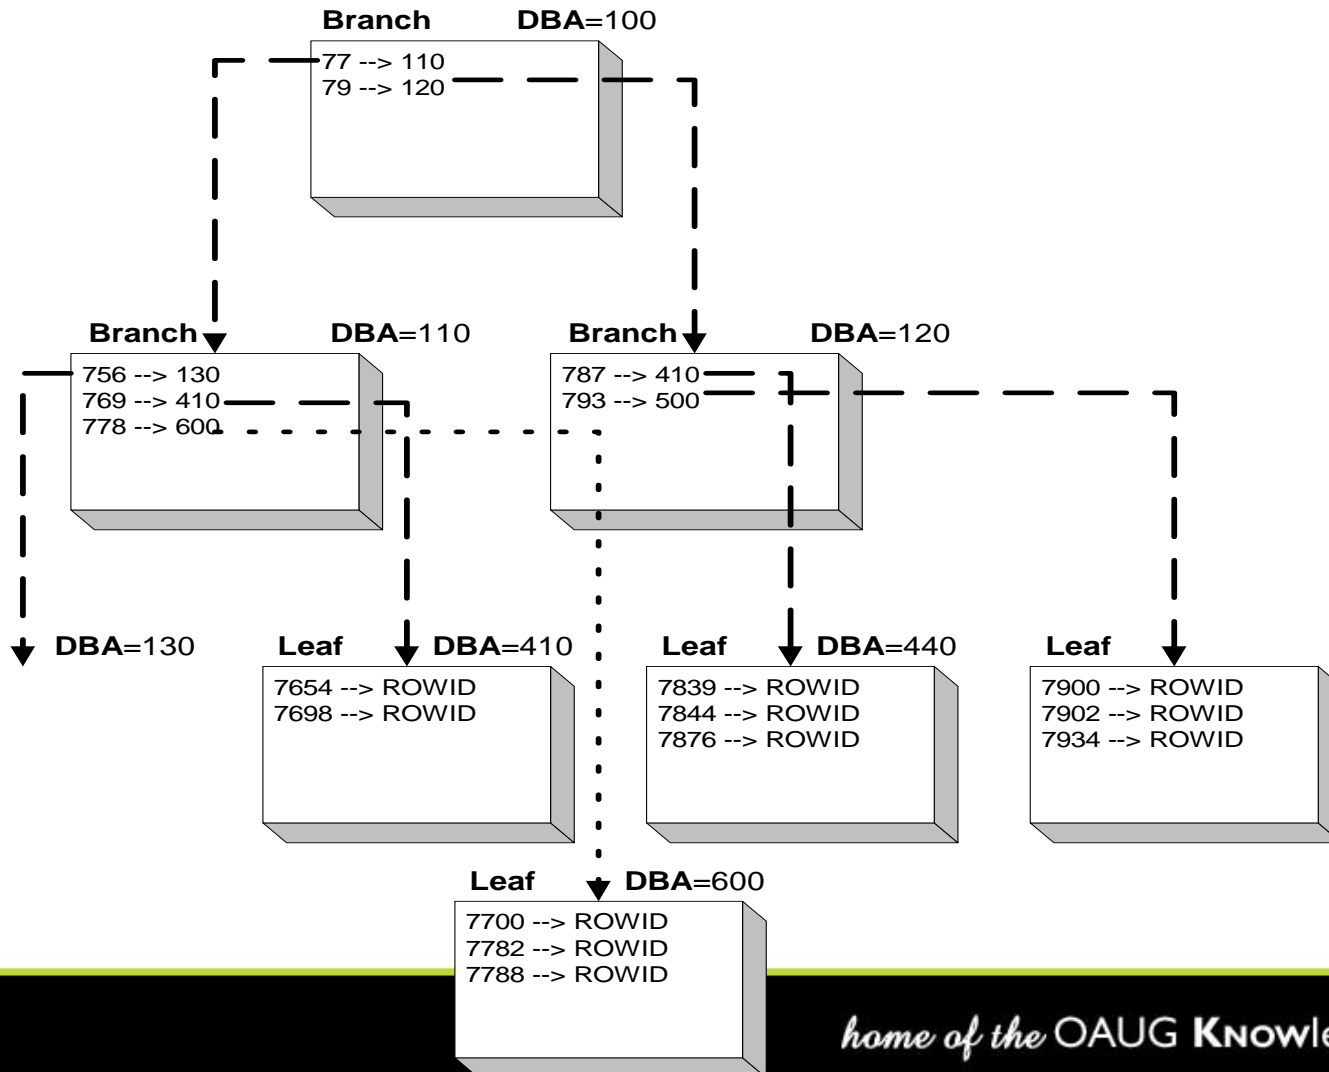 Branch DBA=100
77 --> 110
79 --> 120
Branch DBA=110
756 --> 130
769 --> 410
778 --> 600
Branch DBA=120
787 --> 410
793 --> 500
DBA=130
Leaf DBA=410
7654 --> ROWID
7698 --> ROWID
Leaf DBA=440
7839 --> ROWID
7844 --> ROWID
7876 --> ROWID
Leaf
7900 --> ROWID
7902 --> ROWID
7934 --> ROWID
Leaf DBA=600
7700 --> ROWID
7782 --> ROWID
7788 --> ROWID
home of the OAUG Knowle